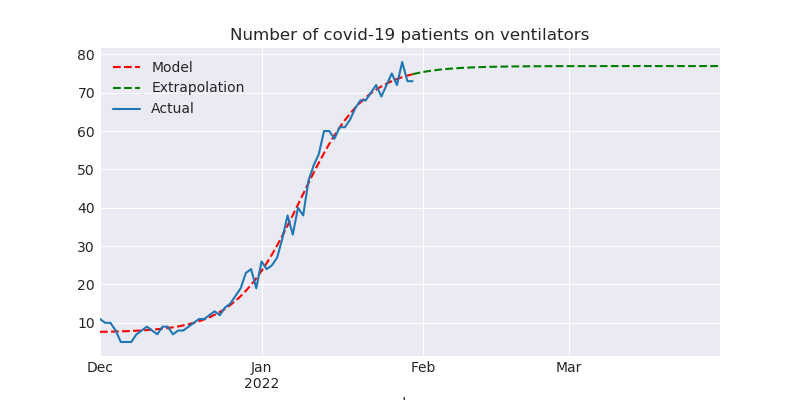 Number of covid-19 patients on ventilators
Model
Extrapolation
Actual
80
70
60
50
40
30
20
10
Dec
Jan
2022
Feb
Mar